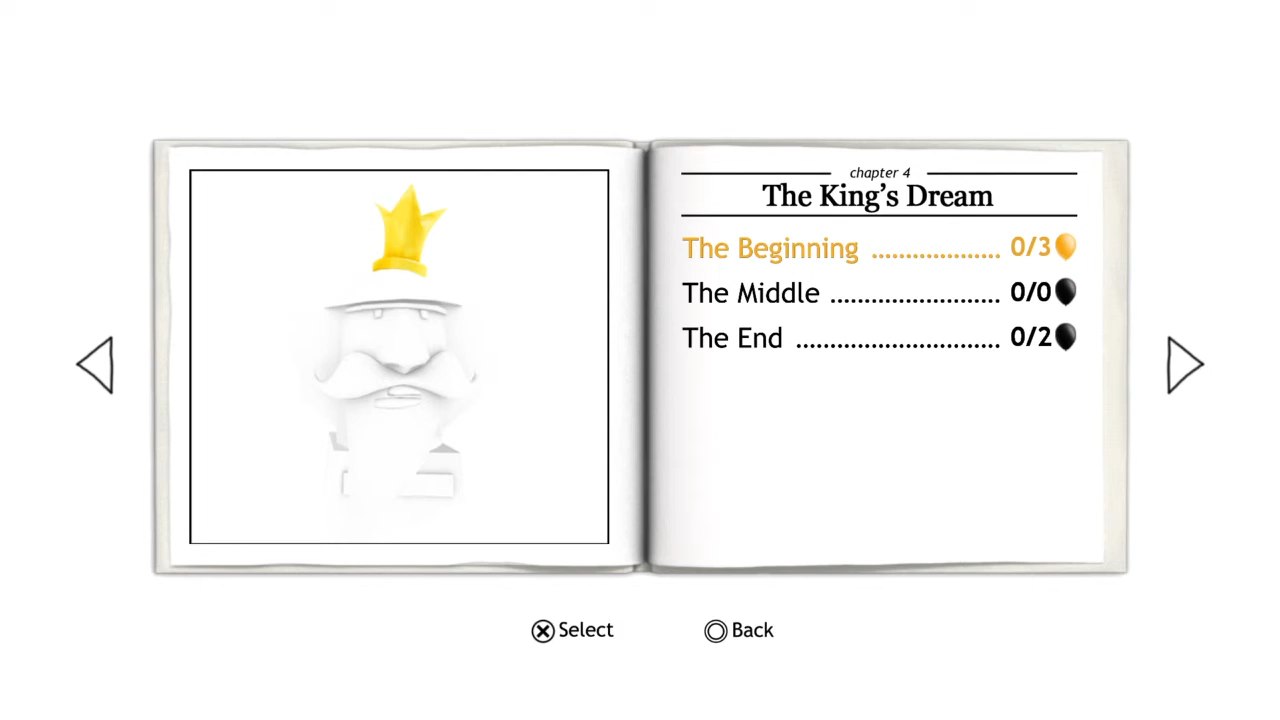 chapter 4
The King's Dream
The Beginning ................... 0/3
The Middle ......................... 0/0
The End .............................. 0/2
Select
Back